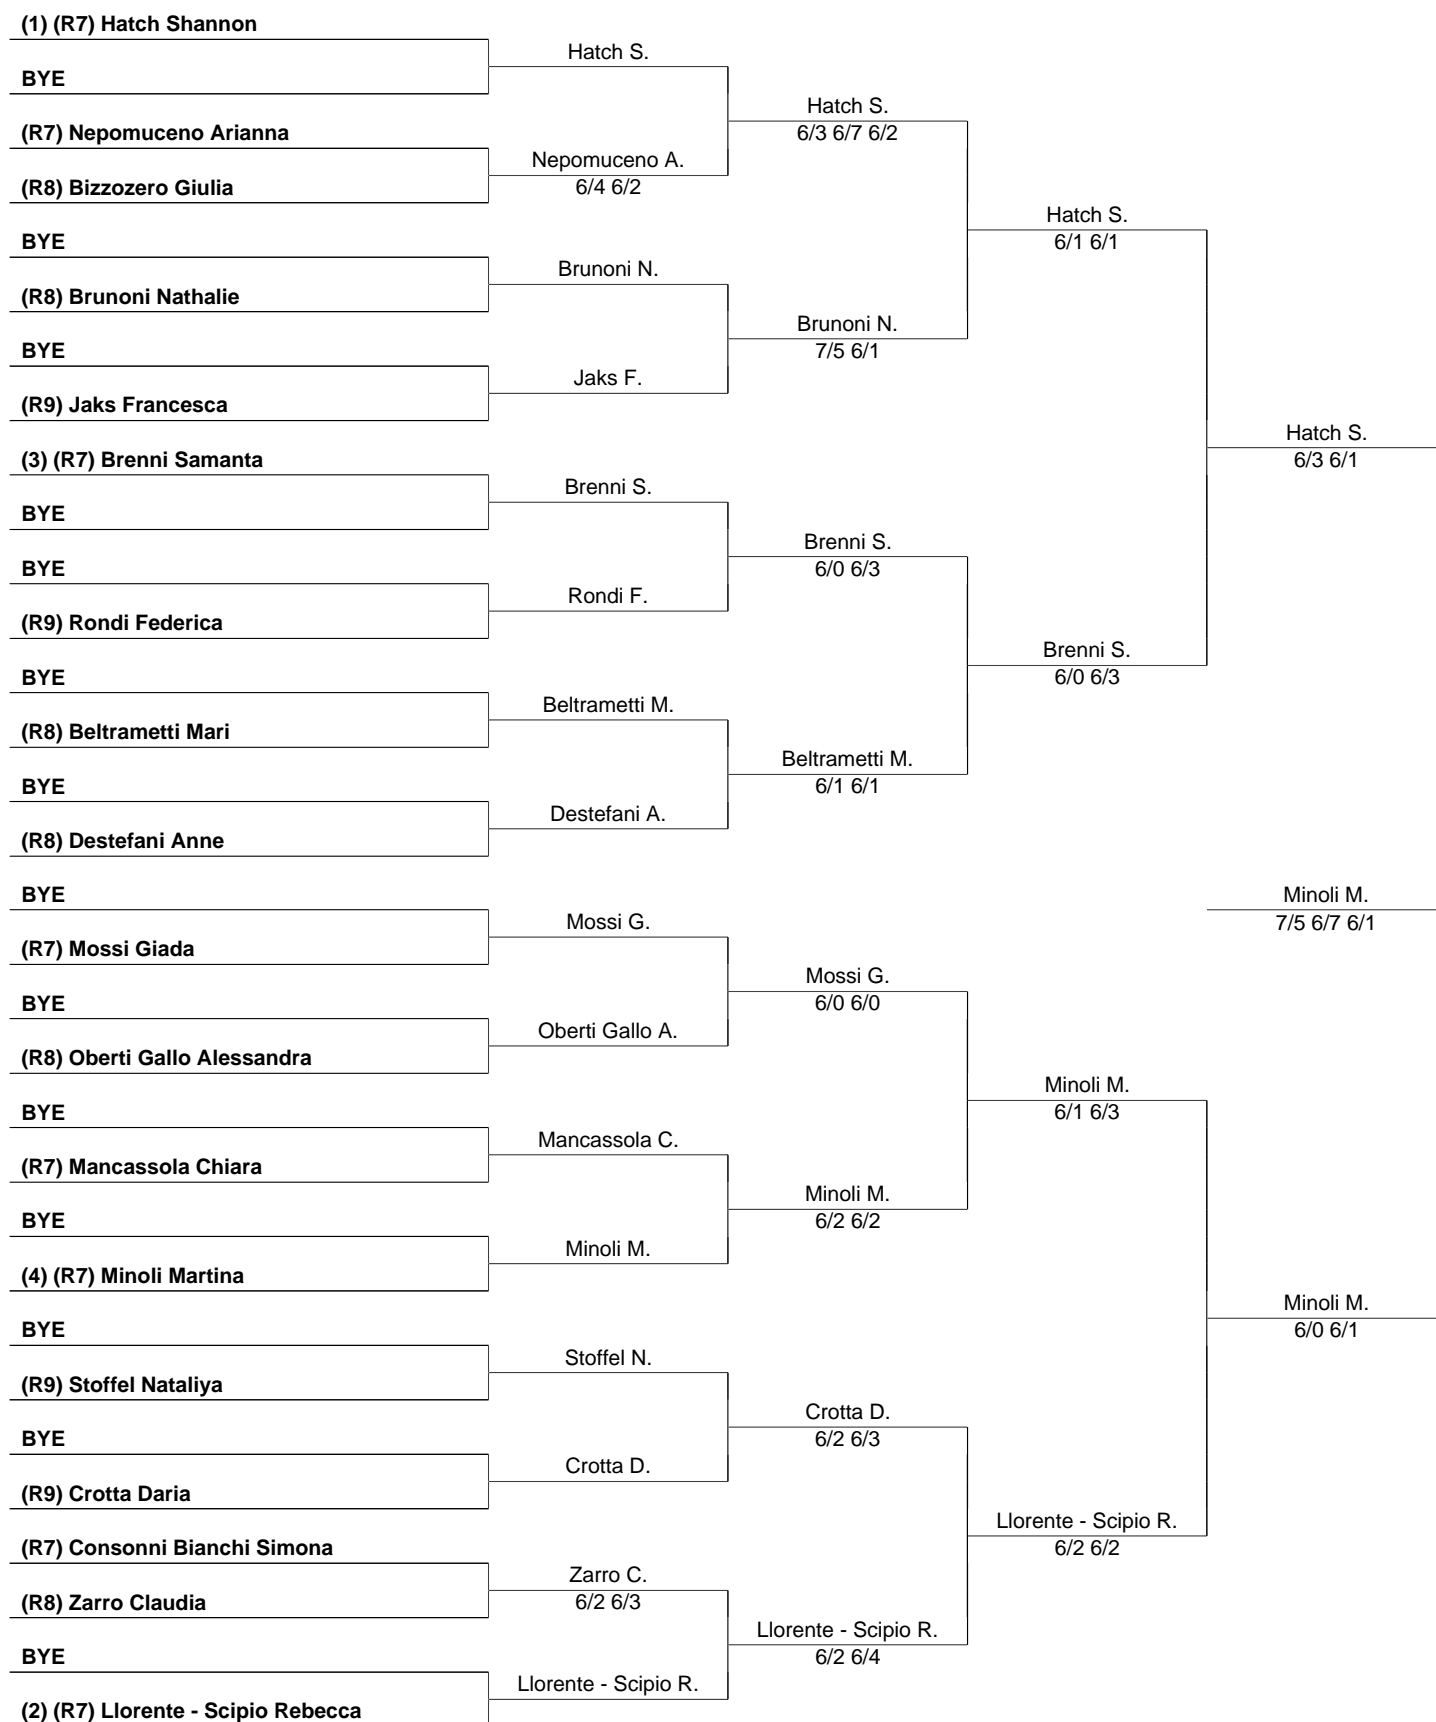 (1) (R7) Hatch Shannon
Hatch S.
BYE
Hatch S.
6/3 6/7 6/2
(R7) Nepomuceno Arianna
Nepomuceno A.
6/4 6/2
(R8) Bizzozero Giulia
Hatch S.
6/1 6/1
BYE
Brunoni N.
(R8) Brunoni Nathalie
Brunoni N.
7/5 6/1
BYE
Jaks F.
(R9) Jaks Francesca
Hatch S.
6/3 6/1
(3) (R7) Brenni Samanta
Brenni S.
BYE
Brenni S.
6/0 6/3
BYE
Rondi F.
(R9) Rondi Federica
Brenni S.
6/0 6/3
BYE
Beltrametti M.
(R8) Beltrametti Mari
Beltrametti M.
6/1 6/1
BYE
Destefani A.
(R8) Destefani Anne
BYE
Minoli M.
7/5 6/7 6/1
Mossi G.
(R7) Mossi Giada
Mossi G.
6/0 6/0
BYE
Oberti Gallo A.
(R8) Oberti Gallo Alessandra
Minoli M.
6/1 6/3
BYE
Mancassola C.
(R7) Mancassola Chiara
Minoli M.
6/2 6/2
BYE
Minoli M.
(4) (R7) Minoli Martina
Minoli M.
6/0 6/1
BYE
Stoffel N.
(R9) Stoffel Nataliya
Crotta D.
6/2 6/3
BYE
Crotta D.
(R9) Crotta Daria
Llorente - Scipio R.
6/2 6/2
(R7) Consonni Bianchi Simona
Zarro C.
6/2 6/3
(R8) Zarro Claudia
Llorente - Scipio R.
6/2 6/4
BYE
Llorente - Scipio R.
(2) (R7) Llorente - Scipio Rebecca